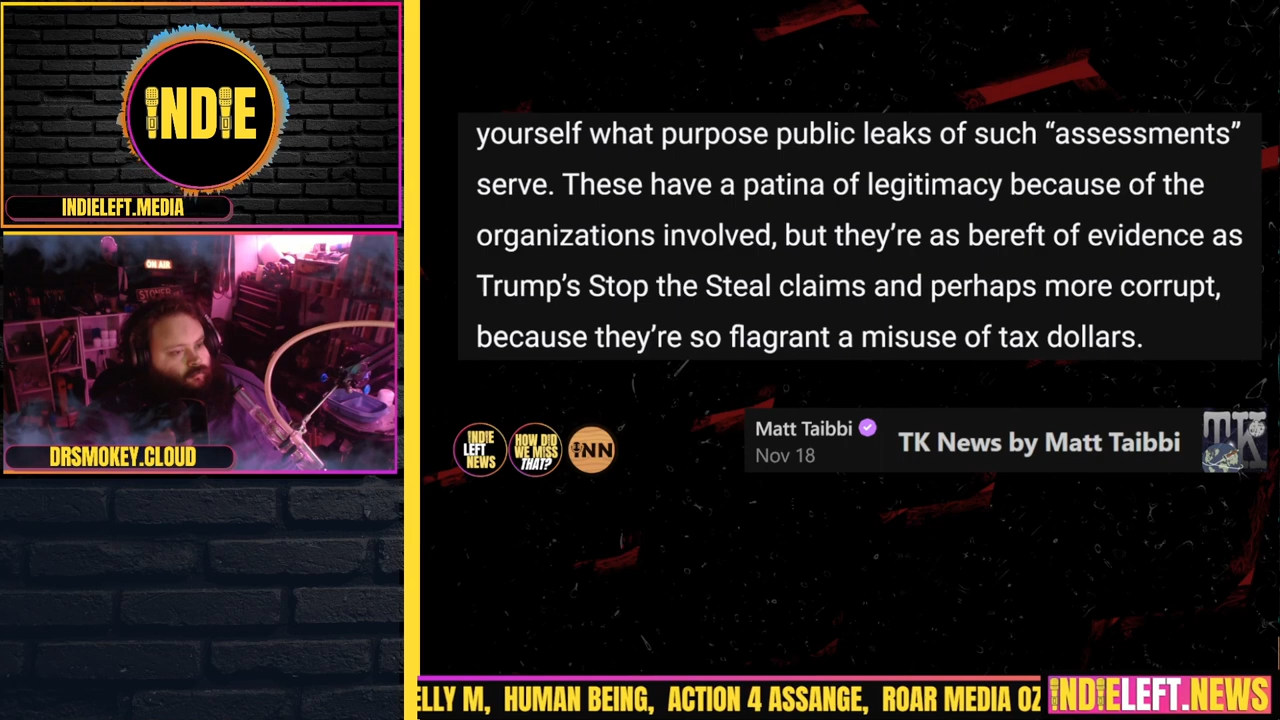 INDIE
INDIELEFT.MEDIA
ON AIR
STONER
DRSMOKEY.CLOUD
yourself what purpose public leaks of such “assessments”
serve. These have a patina of legitimacy because of the
organizations involved, but they’re as bereft of evidence as
Trump’s Stop the Steal claims and perhaps more corrupt,
because they’re so flagrant a misuse of tax dollars.
INDIE
LEFT
NEWS
HOW DID
WE MISS
THAT?
INN
Matt Taibbi
Nov 18
TK News by Matt Taibbi
TK
ELLY M, HUMAN BEING, ACTION 4 ASSANGE, ROAR MEDIA OZ
INDIELEFT.NEWS